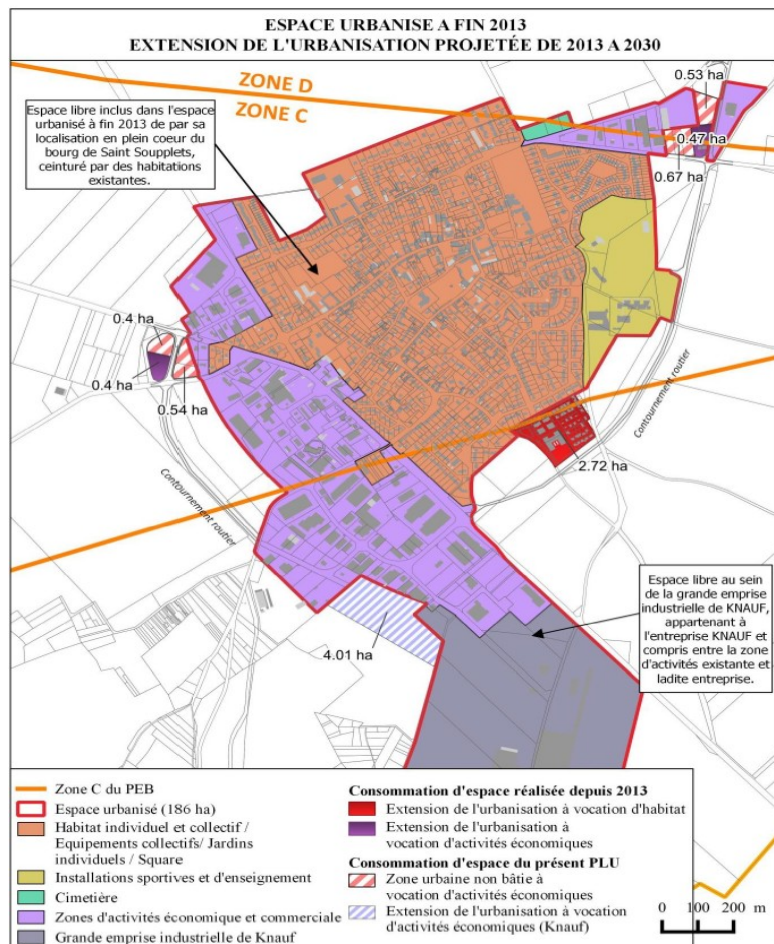 ESPACE URBANISE A FIN 2013
EXTENSION DE L'URBANISATION PROJETÉE DE 2013 A 2030
ZONE D
ZONE C
0.53 ha
Espace libre inclus dans l'espace
urbanisé à fin 2013 de par sa
localisation en plein coeur du
bourg de Saint Soupplets,
ceinturé par des habitations
existantes.
0.47 ha
0.67 ha
0.4 ha
0.4 ha
0.54 ha
Contournement routier
2.72 ha
Contournement routier
Espace libre au sein
de la grande emprise
industrielle de KNAUF,
appartenant à
l'entreprise KNAUF et
compris entre la zone
d'activités existante et
ladite entreprise.
4.01 ha
Zone C du PEB
Espace urbanisé (186 ha)
Habitat individuel et collectif /
Equipements collectifs/ Jardins
individuels / Square
Installations sportives et d'enseignement
Cimetière
Zones d'activités économique et commerciale
Grande emprise industrielle de Knauf
Consommation d'espace réalisée depuis 2013
Extension de l'urbanisation à vocation d'habitat
Extension de l'urbanisation à
vocation d'activités économiques
Consommation d'espace du présent PLU
Zone urbaine non bâtie à
vocation d'activités économiques
Extension de l'urbanisation à vocation
d'activités économiques (Knauf)
0 100 200 m